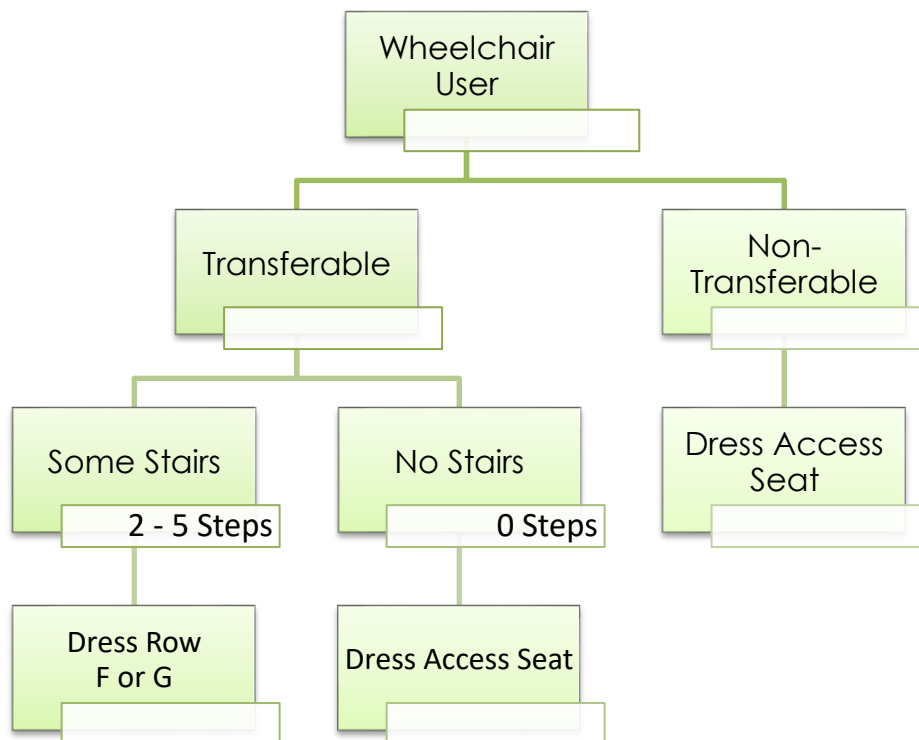 Wheelchair
User
Transferable
Non-
Transferable
Some Stairs
2 - 5 Steps
No Stairs
0 Steps
Dress Access
Seat
Dress Row
F or G
Dress Access Seat